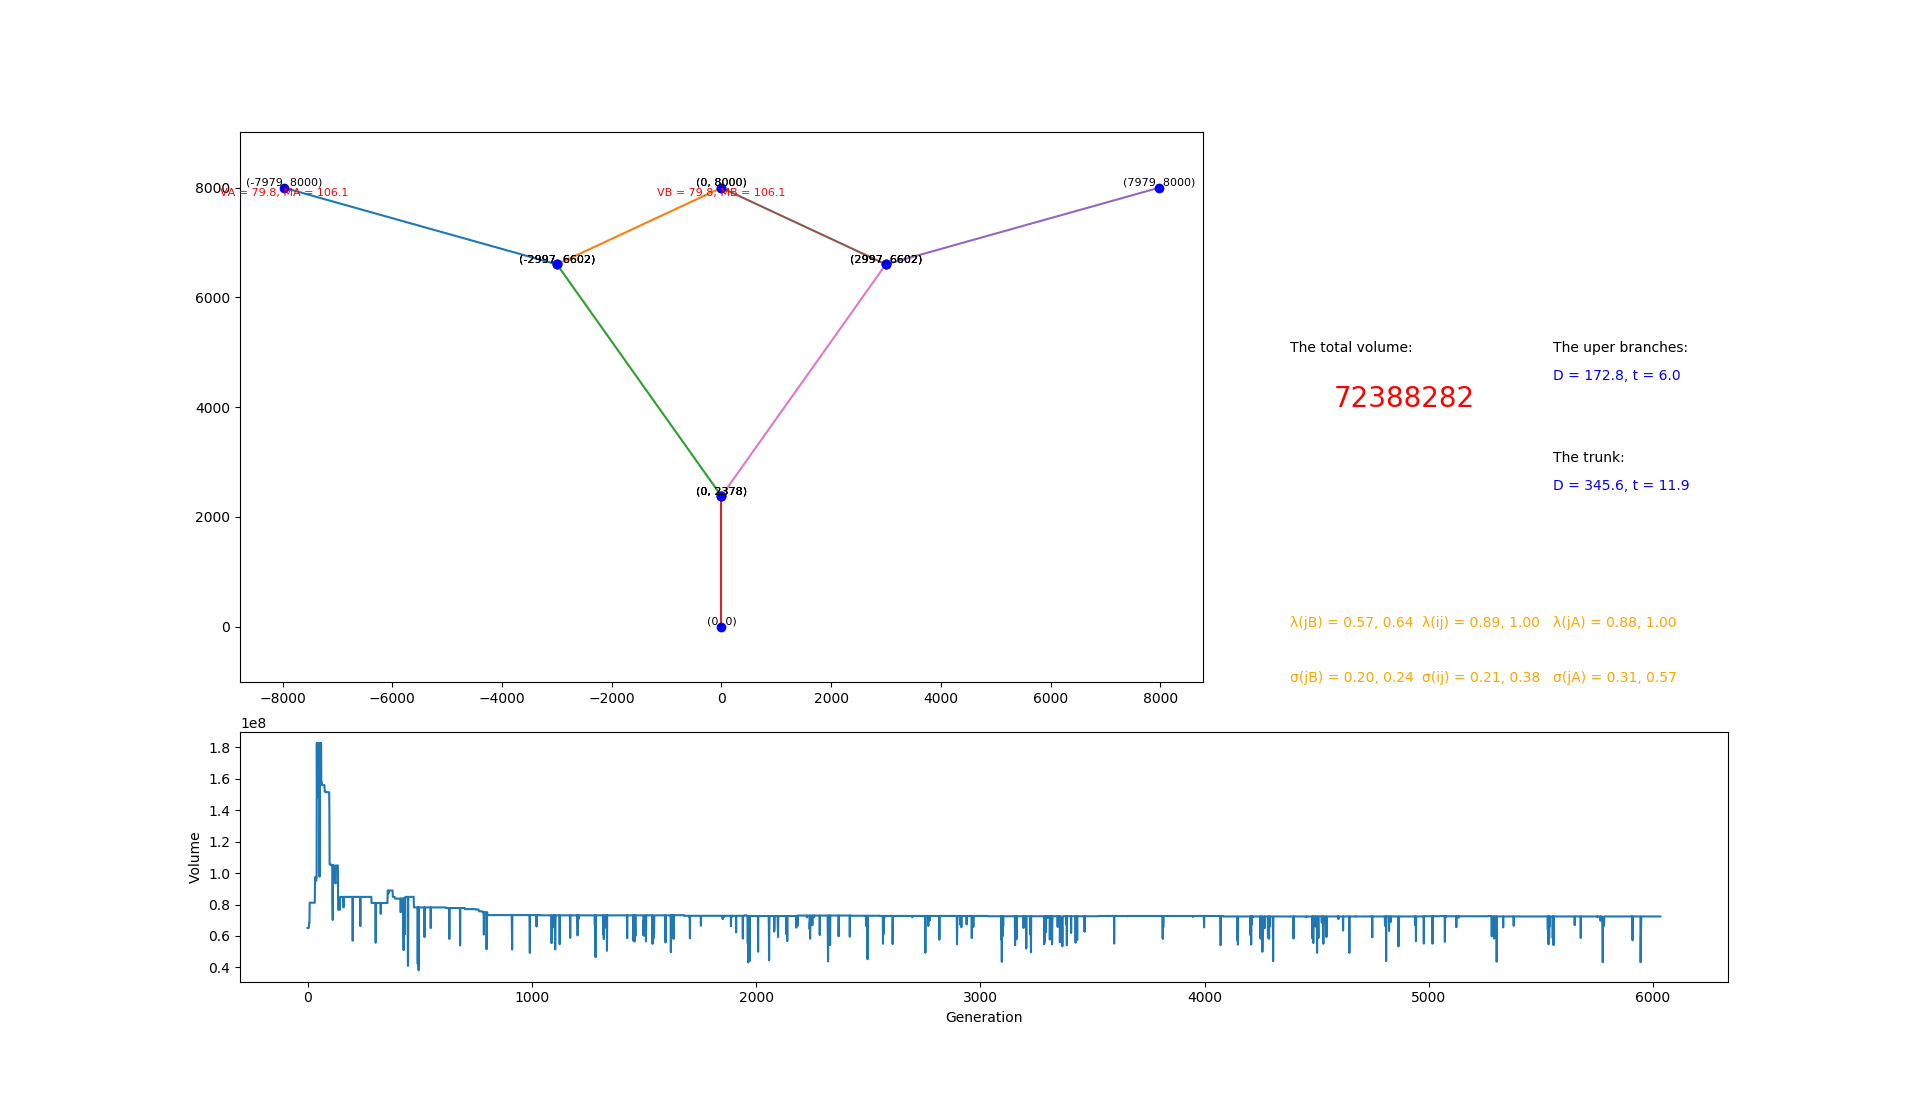 (-7979, 8000)
(0, 8000)
(7979, 8000)
VA = 79.8, MA = 106.1
VB = 79.8, MB = 106.1
(-2997, 6602)
(2997, 6602)
(0, 2378)
(0, 0)
8000
6000
4000
2000
0
−8000 −6000 −4000 −2000 0 2000 4000 6000 8000
The total volume:
72388282
The uper branches:
D = 172.8, t = 6.0
The trunk:
D = 345.6, t = 11.9
λ(jB) = 0.57, 0.64 λ(ij) = 0.89, 1.00 λ(jA) = 0.88, 1.00
σ(jB) = 0.20, 0.24 σ(ij) = 0.21, 0.38 σ(jA) = 0.31, 0.57
1e8
1.8
1.6
1.4
1.2
1.0
0.8
0.6
0.4
Volume
0 1000 2000 3000 4000 5000 6000
Generation